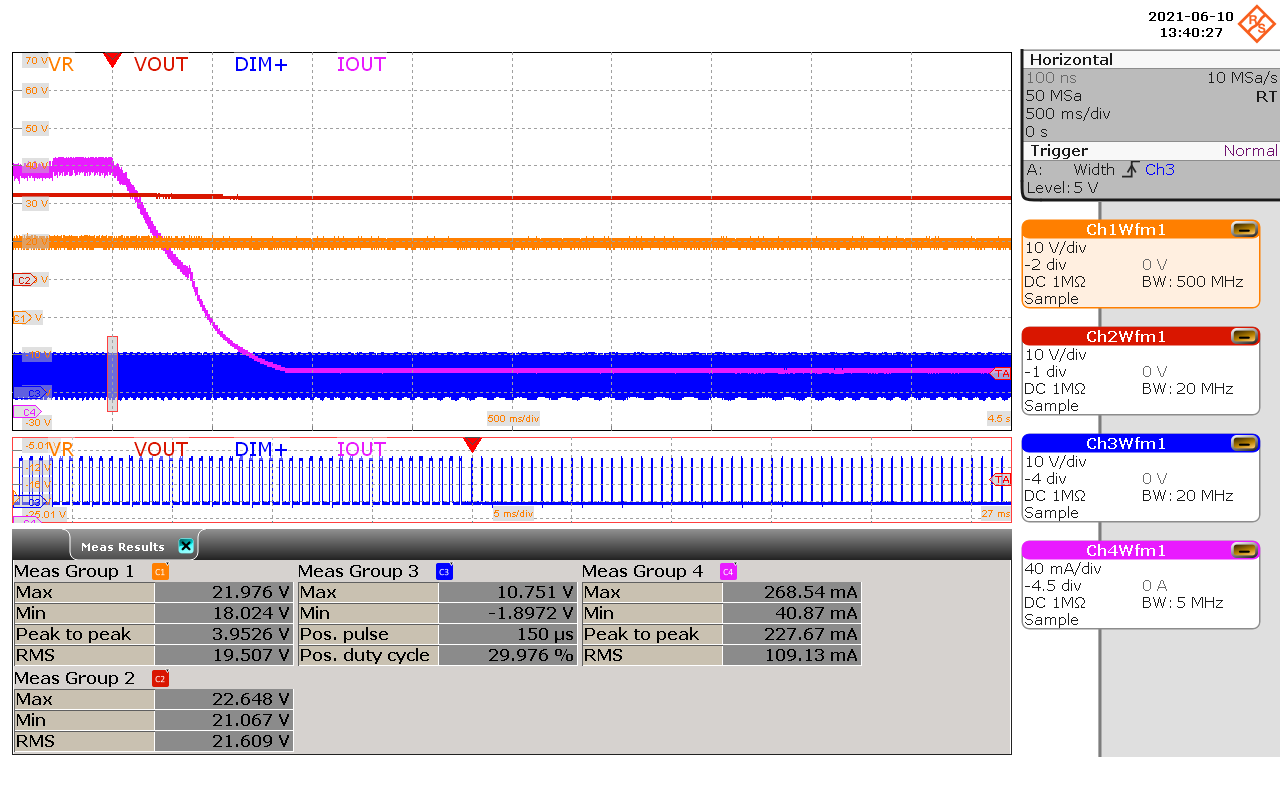 2021-06-10
13:40:27
R S
70 V VR VOUT DIM+ IOUT
60 V
50 V
40 V
30 V
20 V
C2 V
C1 V
-10 V
C3
C4
-30 V
TA
500 ms/div
4.5 s
-5.01 VR VOUT DIM+ IOUT
-12 V
-15 V
C3
C4
-25.01 V
TA
5 ms/div
27 ms
Horizontal
100 ns 10 MSa/s
50 MSa RT
500 ms/div
0 s
Trigger Normal
A: Width Ch3
Level: 5 V
Ch1Wfm1
10 V/div
-2 div 0 V
DC 1MΩ BW: 500 MHz
Sample
Ch2Wfm1
10 V/div
-1 div 0 V
DC 1MΩ BW: 20 MHz
Sample
Ch3Wfm1
10 V/div
-4 div 0 V
DC 1MΩ BW: 20 MHz
Sample
Ch4Wfm1
40 mA/div
-4.5 div 0 A
DC 1MΩ BW: 5 MHz
Sample
Meas Results
Meas Group 1 C1
Max 21.976 V
Min 18.024 V
Peak to peak 3.9526 V
RMS 19.507 V
Meas Group 2 C2
Max 22.648 V
Min 21.067 V
RMS 21.609 V
Meas Group 3 C3
Max 10.751 V
Min -1.8972 V
Pos. pulse 150 µs
Pos. duty cycle 29.976 %
Meas Group 4 C4
Max 268.54 mA
Min 40.87 mA
Peak to peak 227.67 mA
RMS 109.13 mA